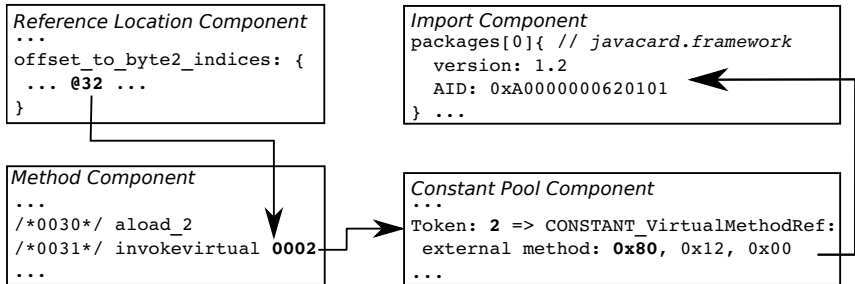 Reference Location Component
...
offset_to_byte2_indices: {
... @32 ...
}
Import Component
packages[0]{ // javacard.framework
version: 1.2
AID: 0xA0000000620101
} ...
Method Component
...
/*0030*/ aload_2
/*0031*/ invokevirtual 0002
...
Constant Pool Component
...
Token: 2 => CONSTANT_VirtualMethodRef:
external method: 0x80, 0x12, 0x00
...